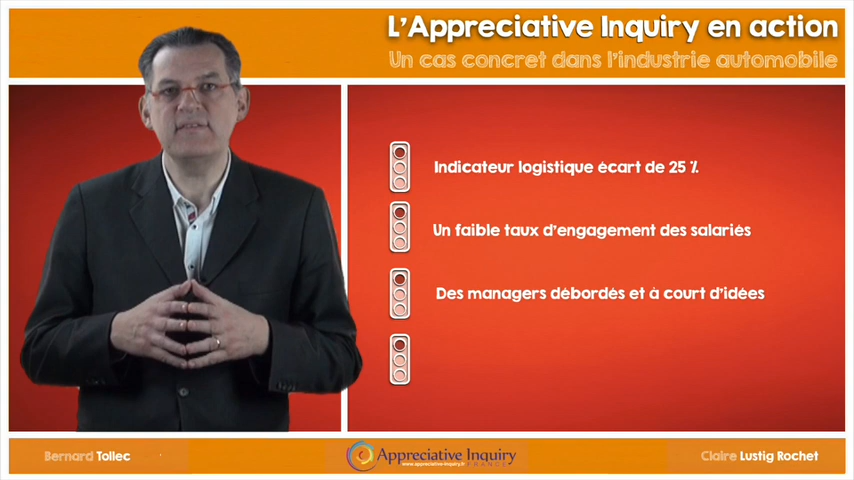 L'Appreciative Inquiry en action
Un cas concret dans l'industrie automobile
Indicateur logistique écart de 25 %
Un faible taux d'engagement des salariés
Des managers débordés et à court d'idées
Bernard Tollec
Appreciative Inquiry
www.appreciative-inquiry.fr FRANCE
Claire Lustig Rochet